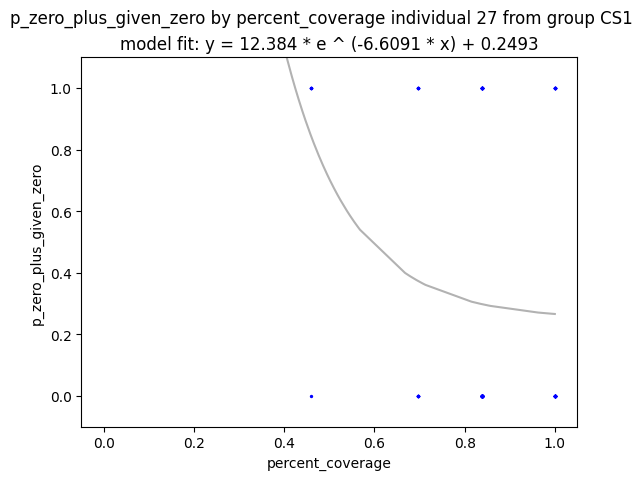 p_zero_plus_given_zero by percent_coverage individual 27 from group CS1
model fit: y = 12.384 * e ^ (-6.6091 * x) + 0.2493
1.0
0.8
0.6
0.4
0.2
0.0
p_zero_plus_given_zero
0.0 0.2 0.4 0.6 0.8 1.0
percent_coverage